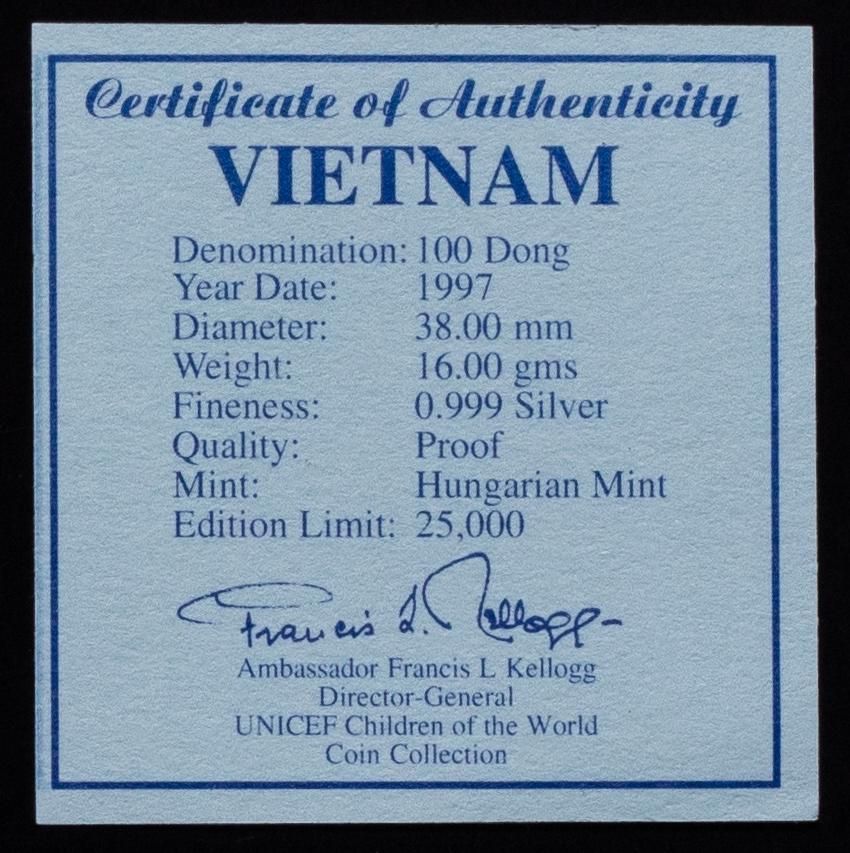 Certificate of Authenticity
VIETNAM
Denomination: 100 Dong
Year Date: 1997
Diameter: 38.00 mm
Weight: 16.00 gms
Fineness: 0.999 Silver
Quality: Proof
Mint: Hungarian Mint
Edition Limit: 25,000
Francis L. Kellogg
Ambassador Francis L Kellogg
Director-General
UNICEF Children of the World
Coin Collection